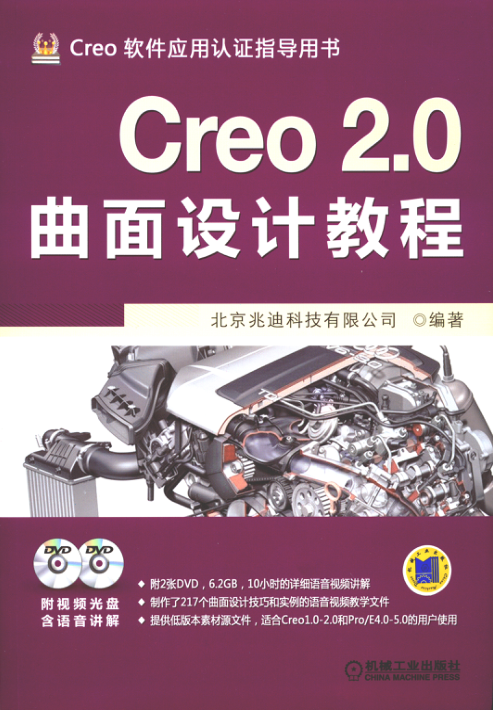 Creo 软件应用认证指导用书
Creo 2.0
曲面设计教程
北京兆迪科技有限公司 ◎编著
DVD DVD
附视频光盘
含语音讲解
◆ 附2张DVD，6.2GB，10小时的详细语音视频讲解
◆ 制作了217个曲面设计技巧和实例的语音视频教学文件
◆ 提供低版本素材源文件，适合Creo1.0-2.0和Pro/E4.0-5.0的用户使用
机械工业出版社
CHINA MACHINE PRESS